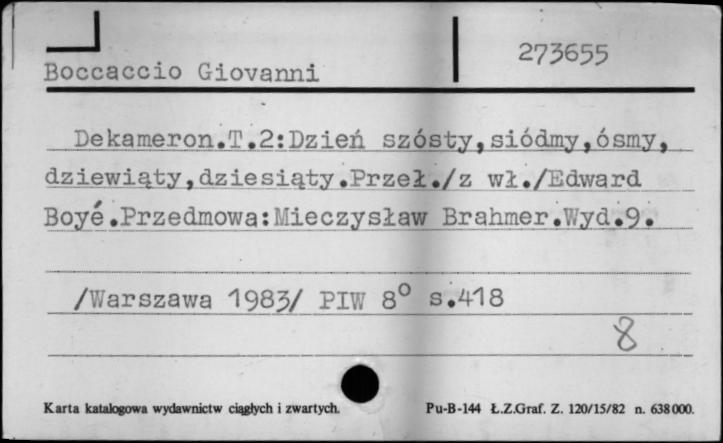 273655
Boccaccio Giovanni
Dekameron.T.2:Dzień szósty,siódmy,ósmy,
dziewiąty,dziesiąty.Przeł./z wł./Edward
Boyé.Przedmowa:Mieczysław Brahmer.Wyd.9.
/Warszawa 1983/ PIW 8° s.418
8
Karta katalogowa wydawnictw ciągłych i zwartych. Pu-B-144 Ł.Z.Graf. Z. 120/15/82 n. 638000.